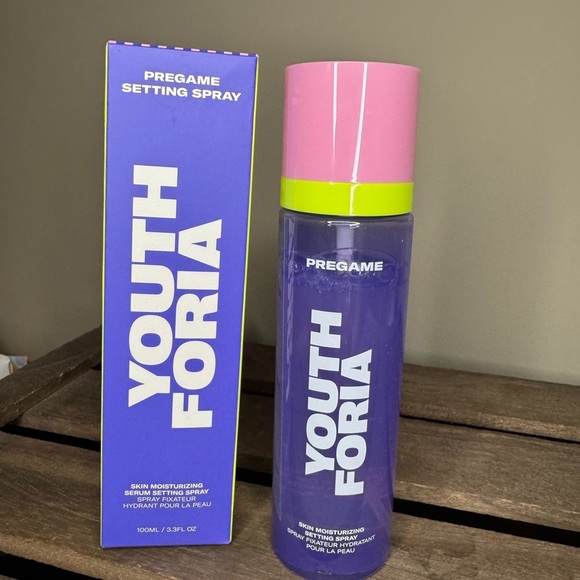 PREGAME
SETTING SPRAY
YOUTH
FORIA
SKIN MOISTURIZING
SERUM SETTING SPRAY
SPRAY FIXATEUR
HYDRANT POUR LA PEAU
100ML / 3.3FL OZ
PREGAME
YOUTH
FORIA
SKIN MOISTURIZING
SETTING SPRAY
SPRAY FIXATEUR HYDRATANT
POUR LA PEAU